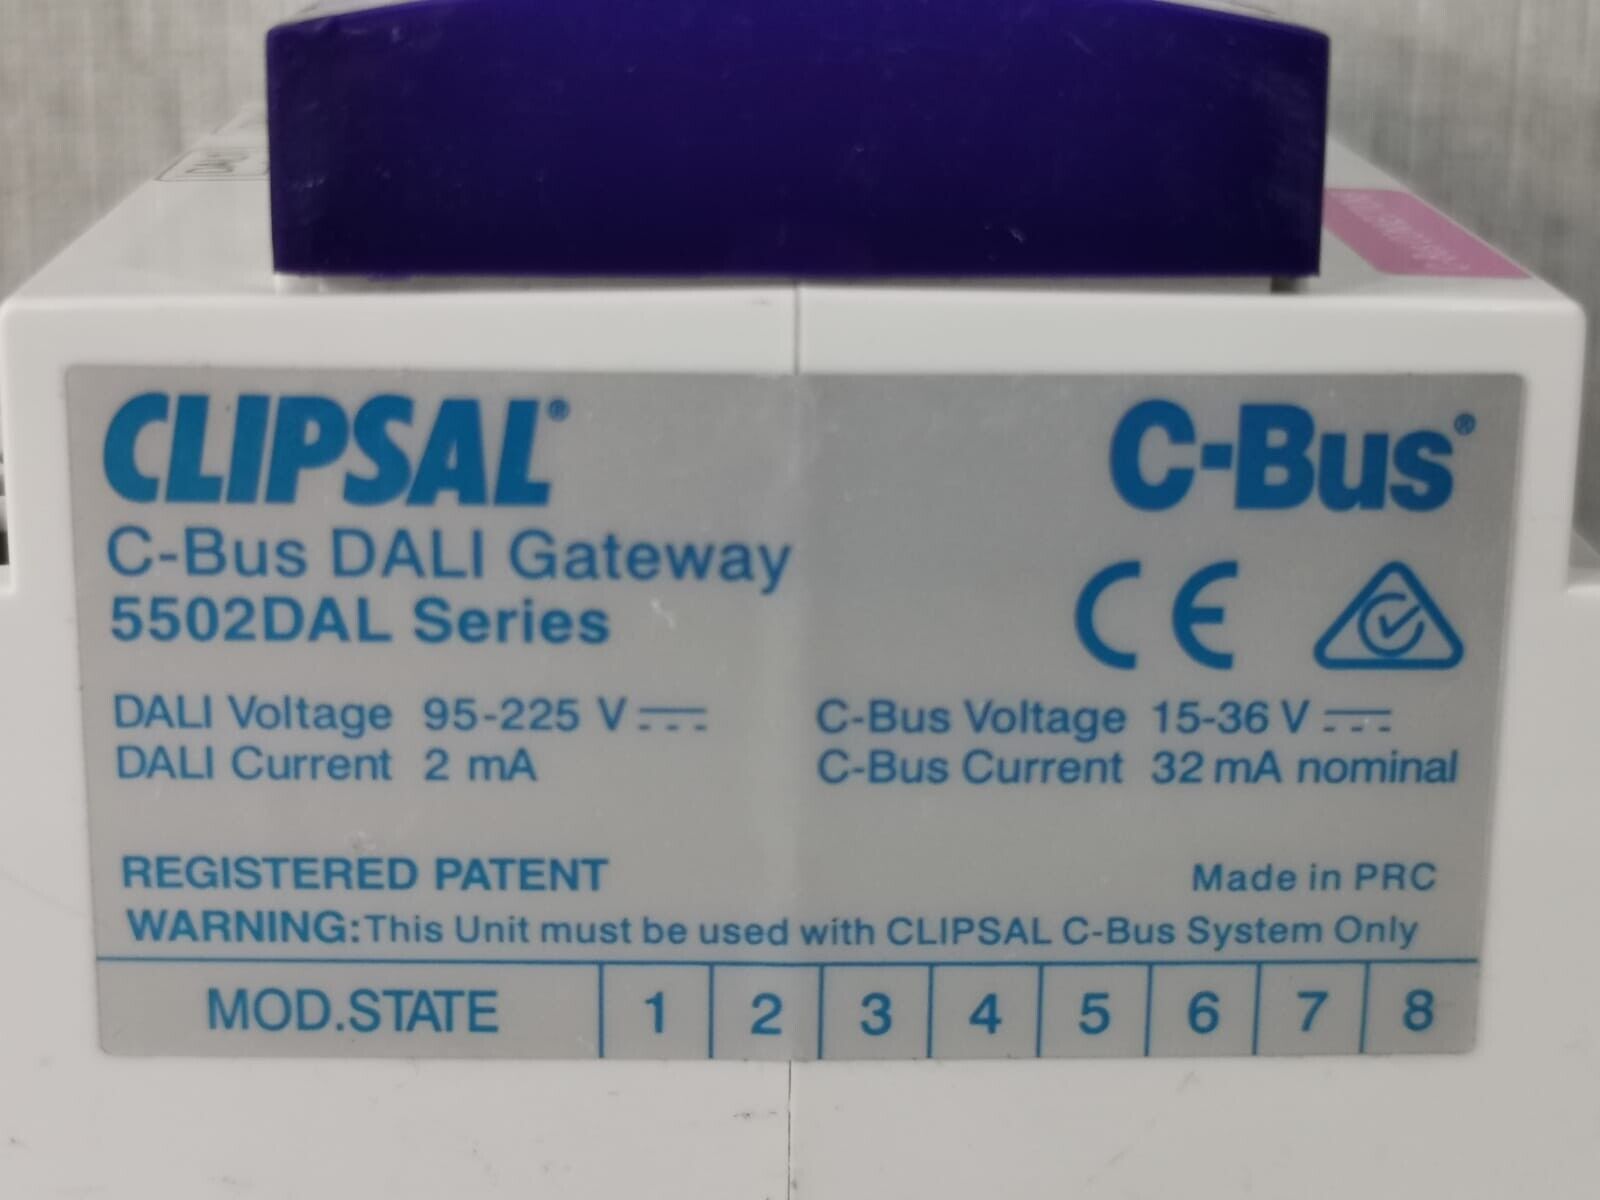 CLIPSAL®
C-Bus®
C-Bus DALI Gateway
5502DAL Series
CE
DALI Voltage 95-225 V
DALI Current 2 mA
C-Bus Voltage 15-36 V
C-Bus Current 32 mA nominal
REGISTERED PATENT
Made in PRC
WARNING:This Unit must be used with CLIPSAL C-Bus System Only
MOD.STATE 1 2 3 4 5 6 7 8